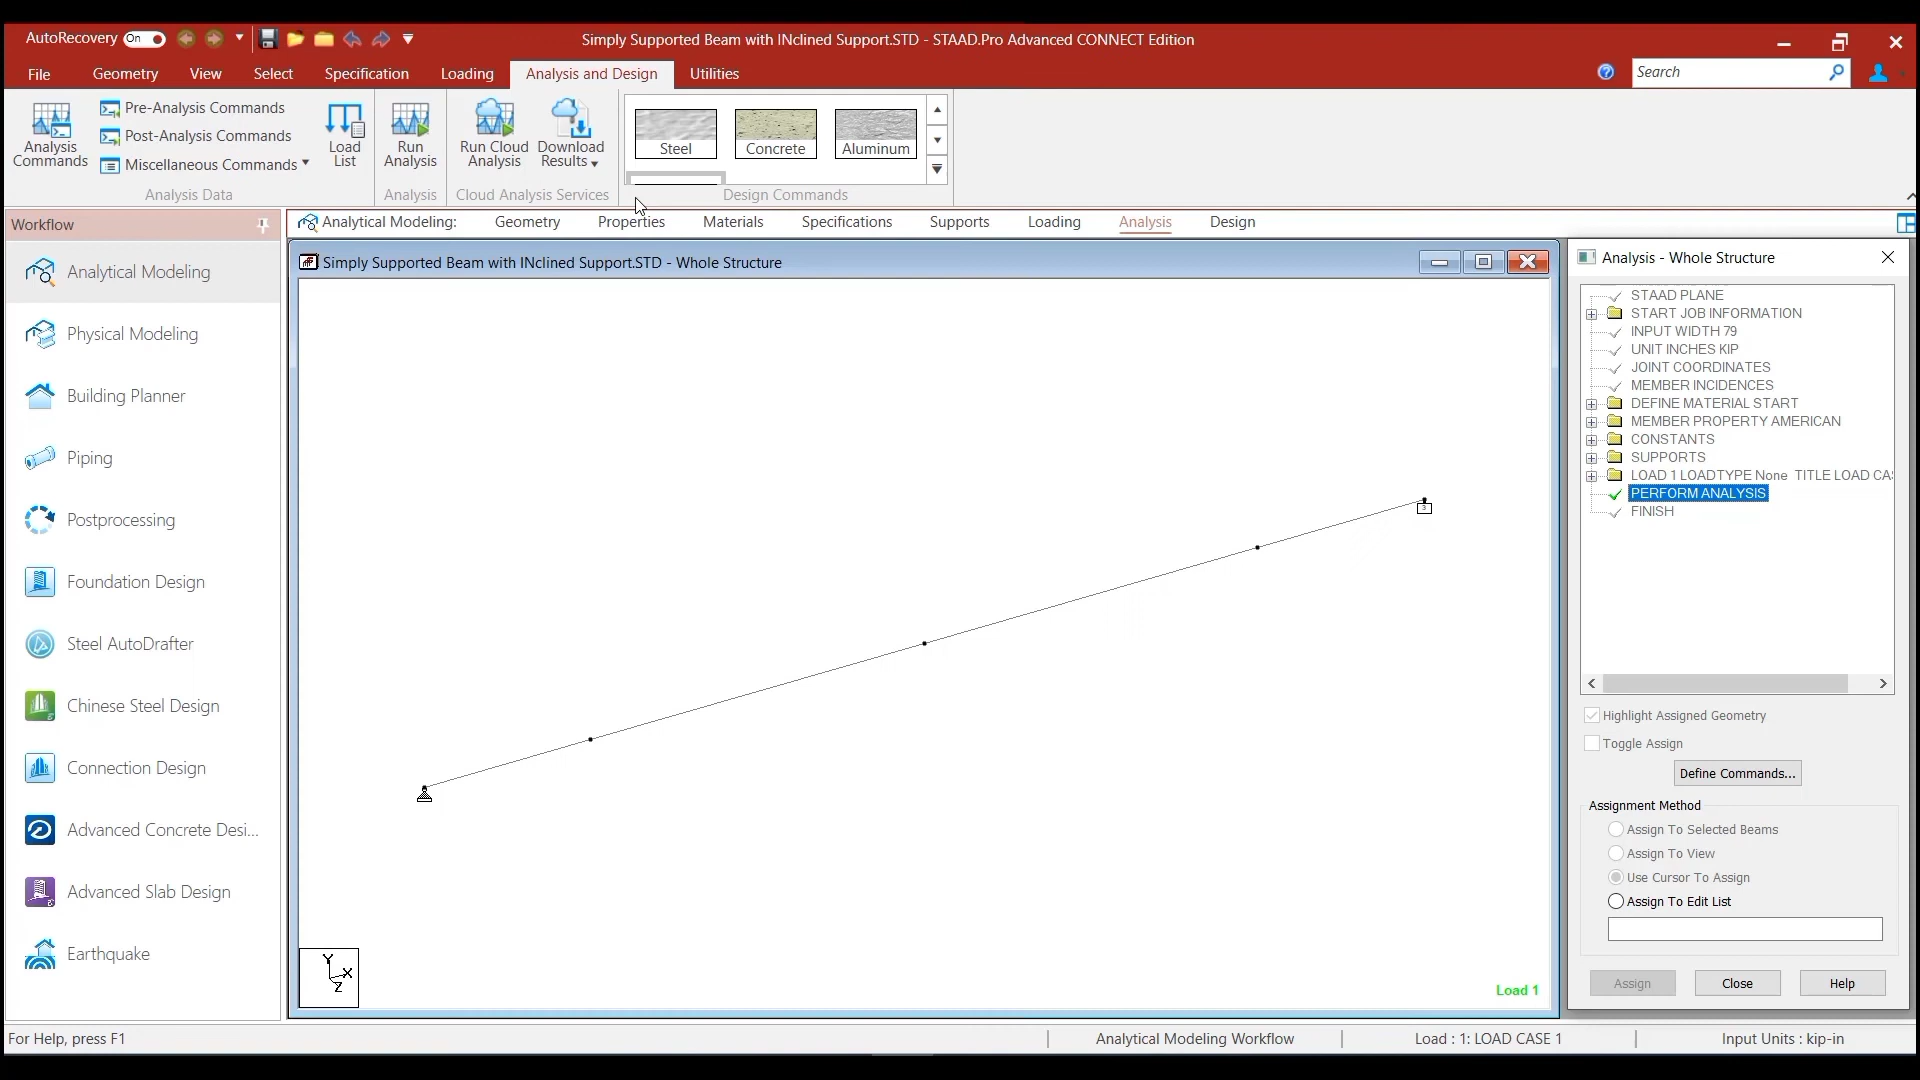 AutoRecovery On
Simply Supported Beam with INclined Support.STD - STAAD.Pro Advanced CONNECT Edition
File Geometry View Select Specification Loading Analysis and Design Utilities
Search
Analysis Commands
Pre-Analysis Commands
Post-Analysis Commands
Miscellaneous Commands
Load List
Run Analysis
Run Cloud Analysis
Download Results
Steel
Concrete
Aluminum
Analysis Data
Analysis
Cloud Analysis Services
Design Commands
Workflow
Analytical Modeling: Geometry Properties Materials Specifications Supports Loading Analysis Design
Analytical Modeling
Physical Modeling
Building Planner
Piping
Postprocessing
Foundation Design
Steel AutoDrafter
Chinese Steel Design
Connection Design
Advanced Concrete Desi...
Advanced Slab Design
Earthquake
Simply Supported Beam with INclined Support.STD - Whole Structure
3
Y
X
Z
Load 1
Analysis - Whole Structure
STAAD PLANE
START JOB INFORMATION
INPUT WIDTH 79
UNIT INCHES KIP
JOINT COORDINATES
MEMBER INCIDENCES
DEFINE MATERIAL START
MEMBER PROPERTY AMERICAN
CONSTANTS
SUPPORTS
LOAD 1 LOADTYPE None TITLE LOAD CA
PERFORM ANALYSIS
FINISH
Highlight Assigned Geometry
Toggle Assign
Define Commands...
Assignment Method
Assign To Selected Beams
Assign To View
Use Cursor To Assign
Assign To Edit List
Assign Close Help
For Help, press F1
Analytical Modeling Workflow
Load : 1: LOAD CASE 1
Input Units : kip-in